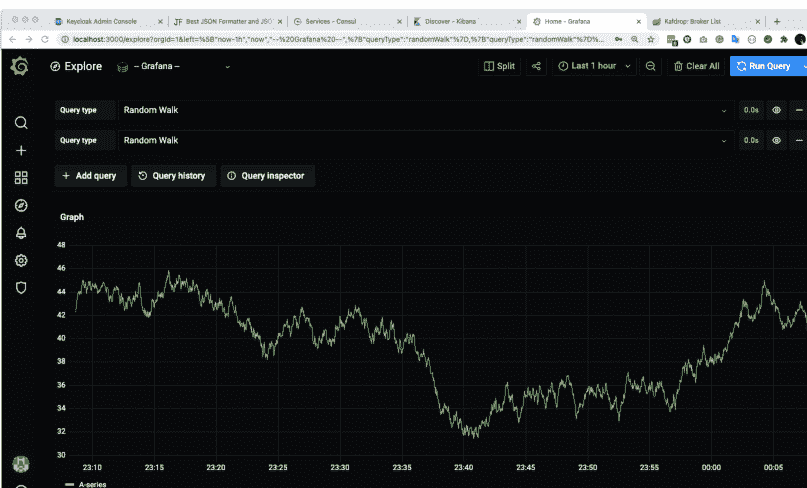 Keycloak Admin Console
Best JSON Formatter and JSO
Services - Consul
Discover - Kibana
Home - Grafana
Kafdrop: Broker List
localhost:3000/explore?orgId=1&left=%5B"now-1h","now","--%20Grafana%20--",%7B"queryType":"randomWalk"%7D,%7B"queryType":"randomWalk"%7D%...
Explore
-- Grafana --
Split
Last 1 hour
Clear All
Run Query
Query type
Random Walk
0.0s
Query type
Random Walk
0.0s
+ Add query
Query history
Query inspector
Graph
48
46
44
42
40
38
36
34
32
30
23:10 23:15 23:20 23:25 23:30 23:35 23:40 23:45 23:50 23:55 00:00 00:05
A-series